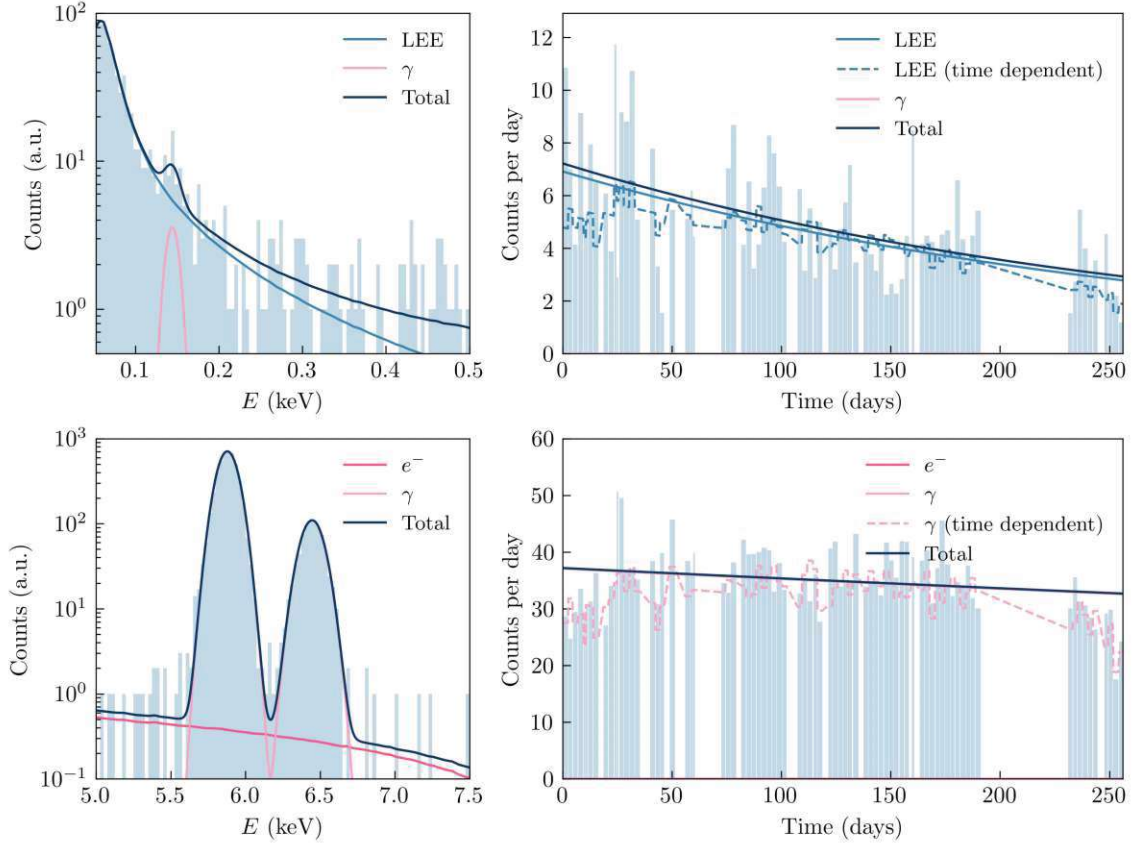 10²
10¹
10⁰
Counts (a.u.)
LEE
γ
Total
0.1 0.2 0.3 0.4 0.5
E (keV)
12
10
8
6
4
2
0
Counts per day
LEE
LEE (time dependent)
γ
Total
0 50 100 150 200 250
Time (days)
10³
10²
10¹
10⁰
10⁻¹
Counts (a.u.)
e⁻
γ
Total
5.0 5.5 6.0 6.5 7.0 7.5
E (keV)
60
50
40
30
20
10
0
Counts per day
e⁻
γ
γ (time dependent)
Total
0 50 100 150 200 250
Time (days)